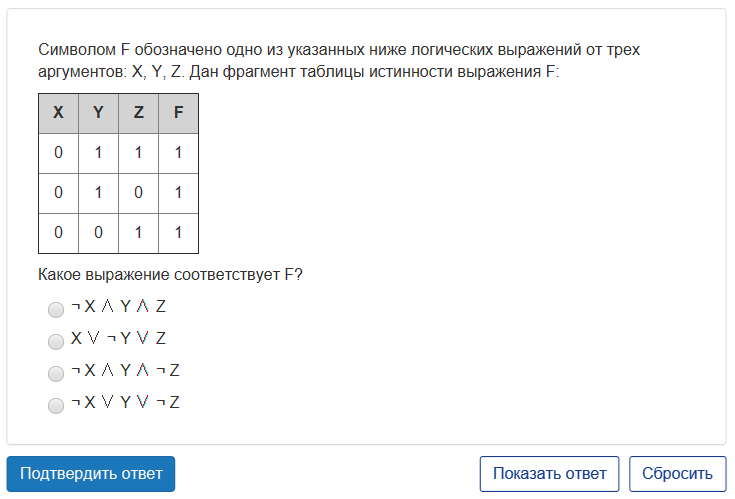 Символом F обозначено одно из указанных ниже логических выражений от трех
аргументов: X, Y, Z. Дан фрагмент таблицы истинности выражения F:
X Y Z F
0 1 1 1
0 1 0 1
0 0 1 1
Какое выражение соответствует F?
¬ X ∧ Y ∧ Z
X ∨ ¬ Y ∨ Z
¬ X ∧ Y ∧ ¬ Z
¬ X ∨ Y ∨ ¬ Z
Подтвердить ответ Показать ответ Сбросить